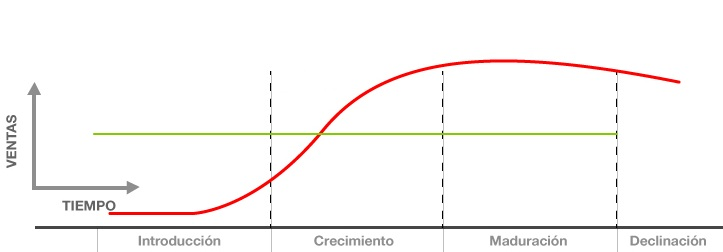 VENTAS
TIEMPO
Introducción
Crecimiento
Maduración
Declinación